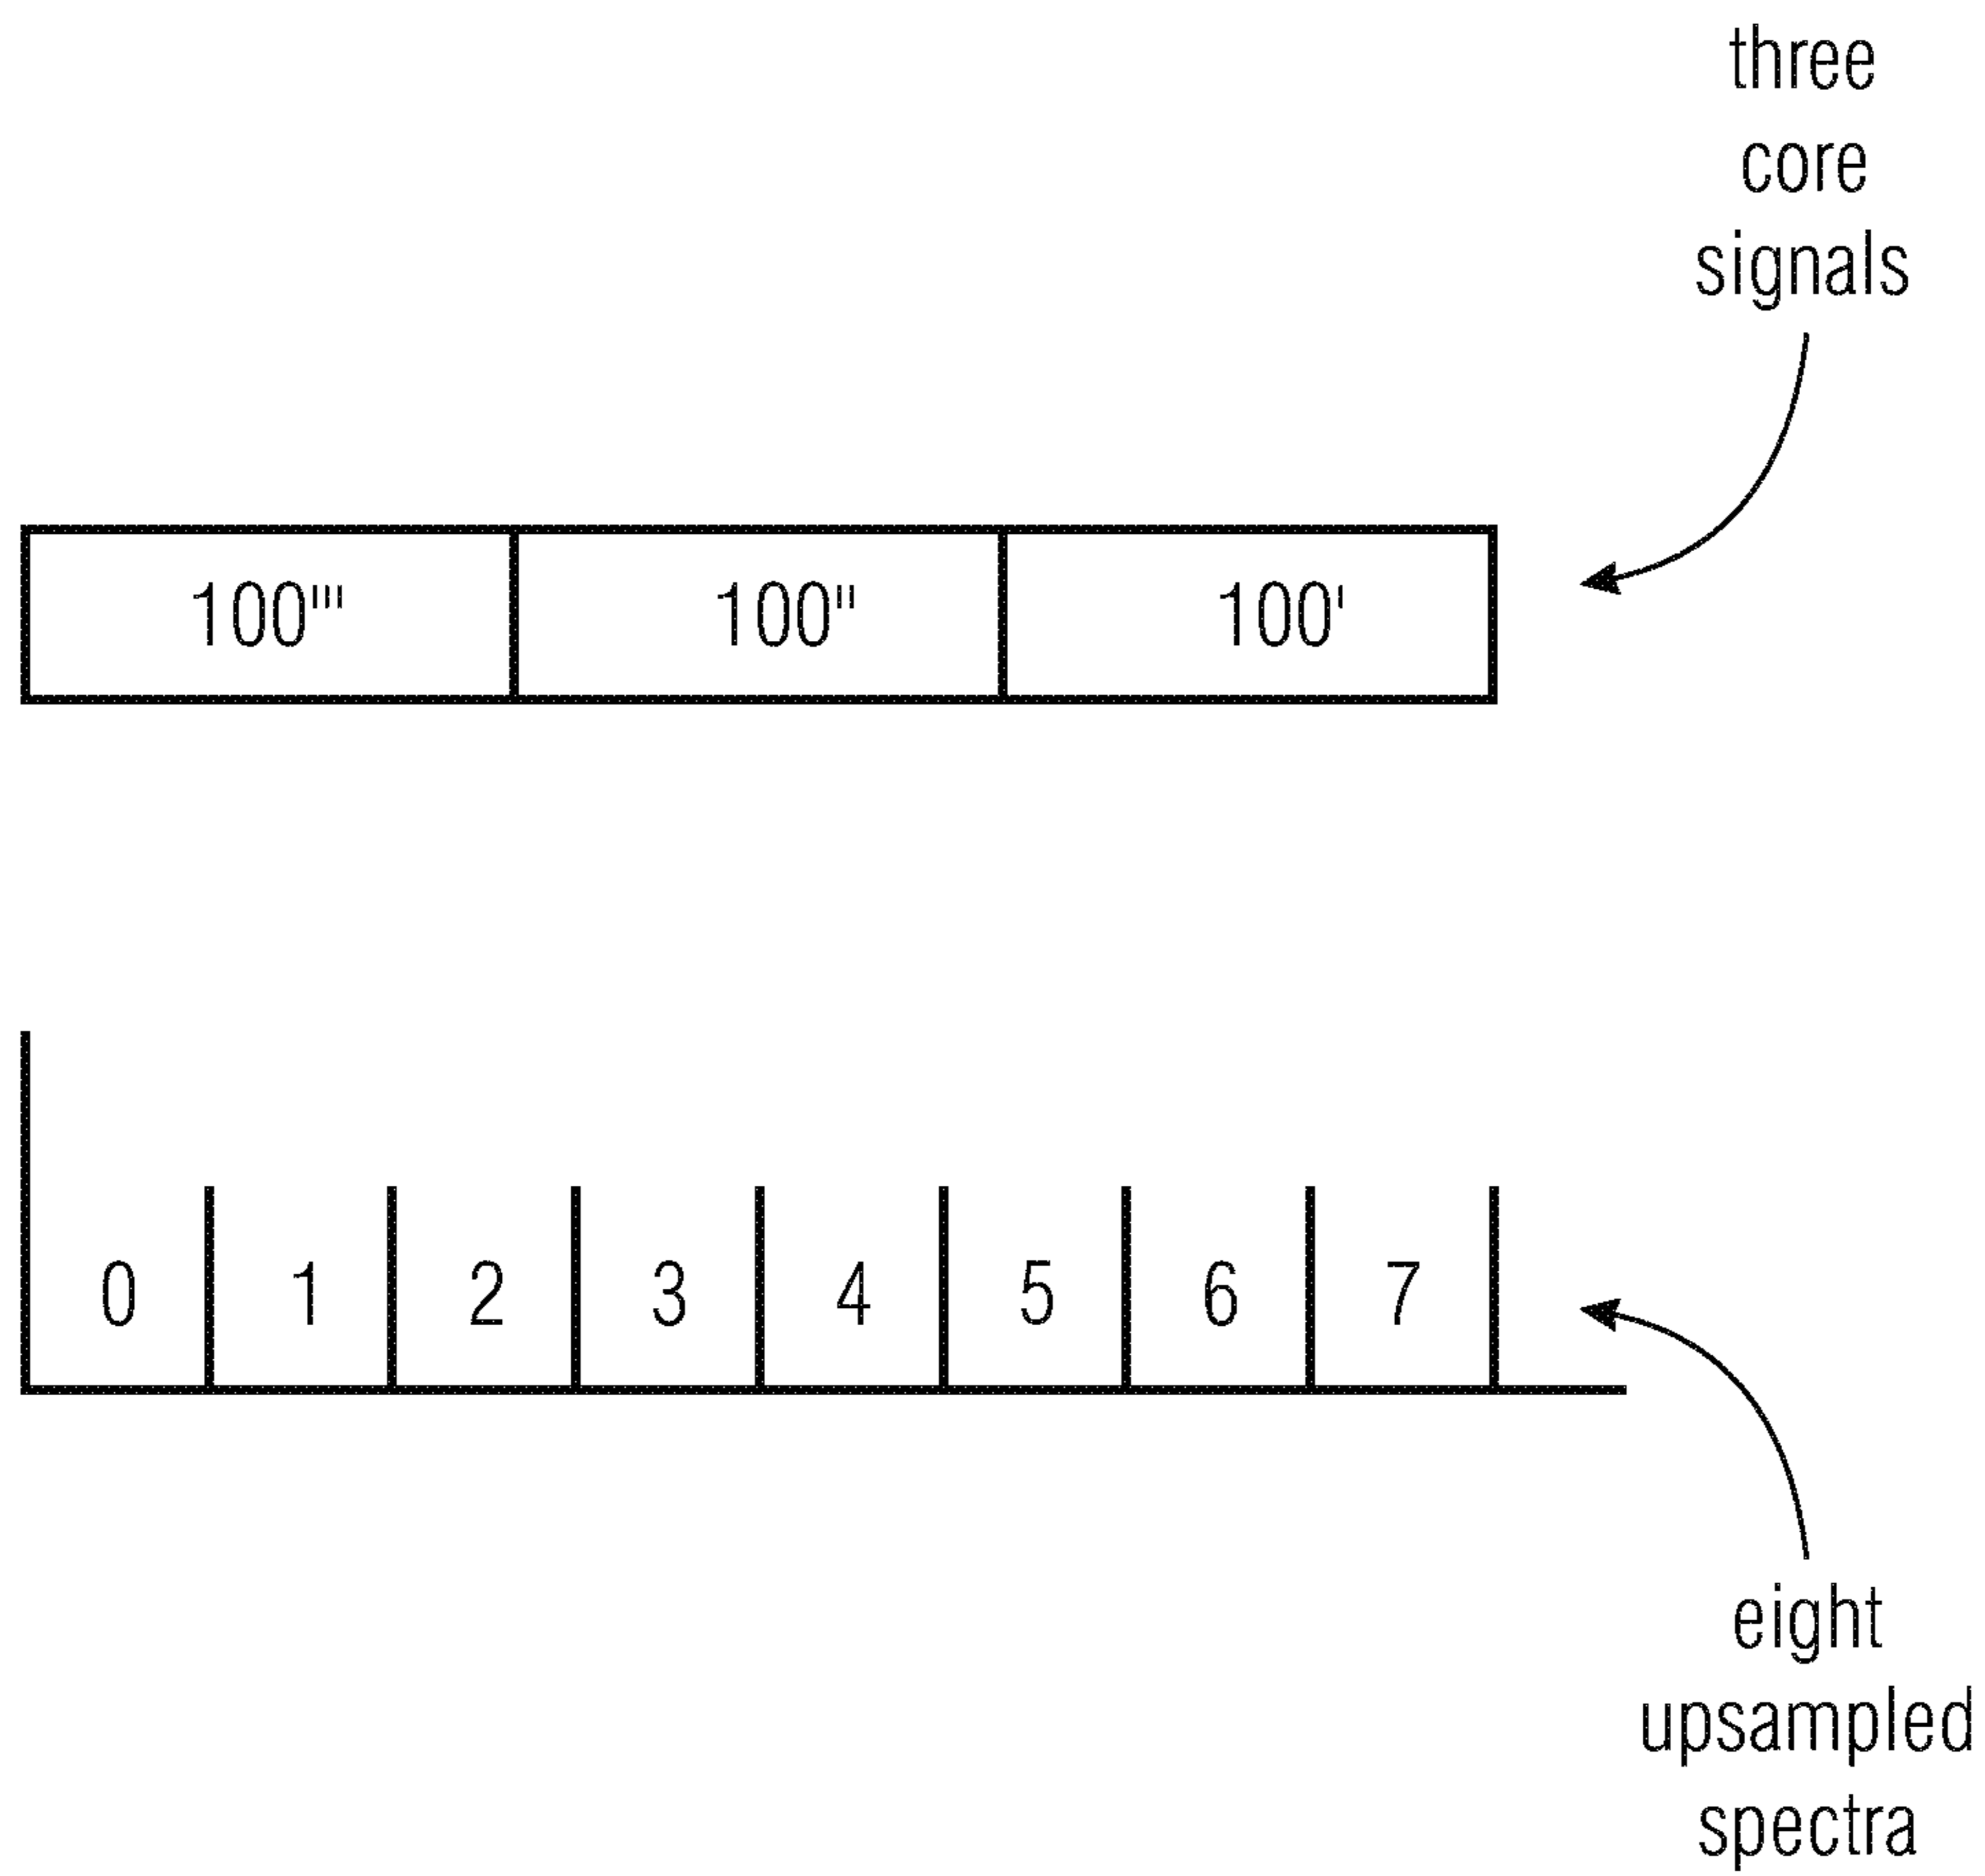 three
core
signals
100''' 100'' 100'
0 1 2 3 4 5 6 7
eight
upsampled
spectra